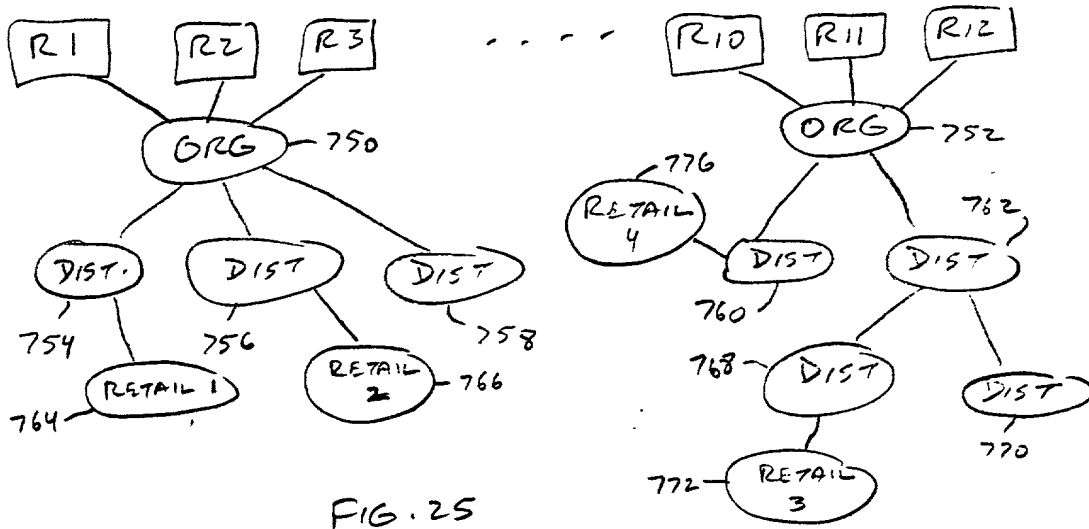 R1
R2
R3
. . . .
R10
R11
R12
ORG
750
ORG
752
776
RETAIL
4
762
DIST.
DIST
DIST
DIST
DIST
754
756
758
760
RETAIL 1
764
RETAIL
2
766
768
DIST
DIST
770
772
RETAIL
3
FIG. 25